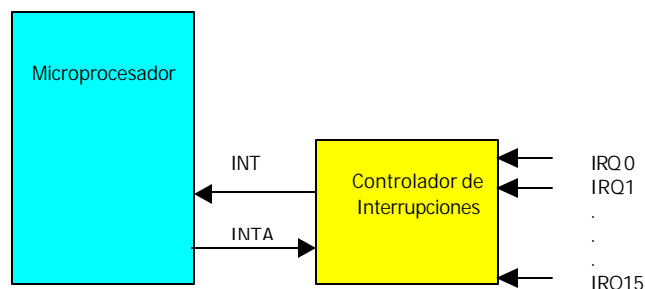 Microprocesador
INT
INTA
Controlador de
Interrupciones
IRQ0
IRQ1
.
.
.
IRQ15